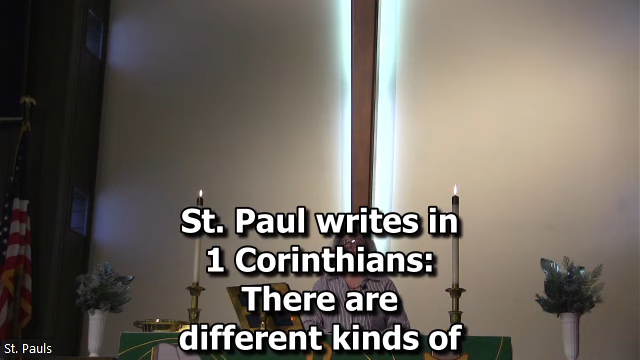 St. Paul writes in
1 Corinthians:
There are
different kinds of
St. Pauls